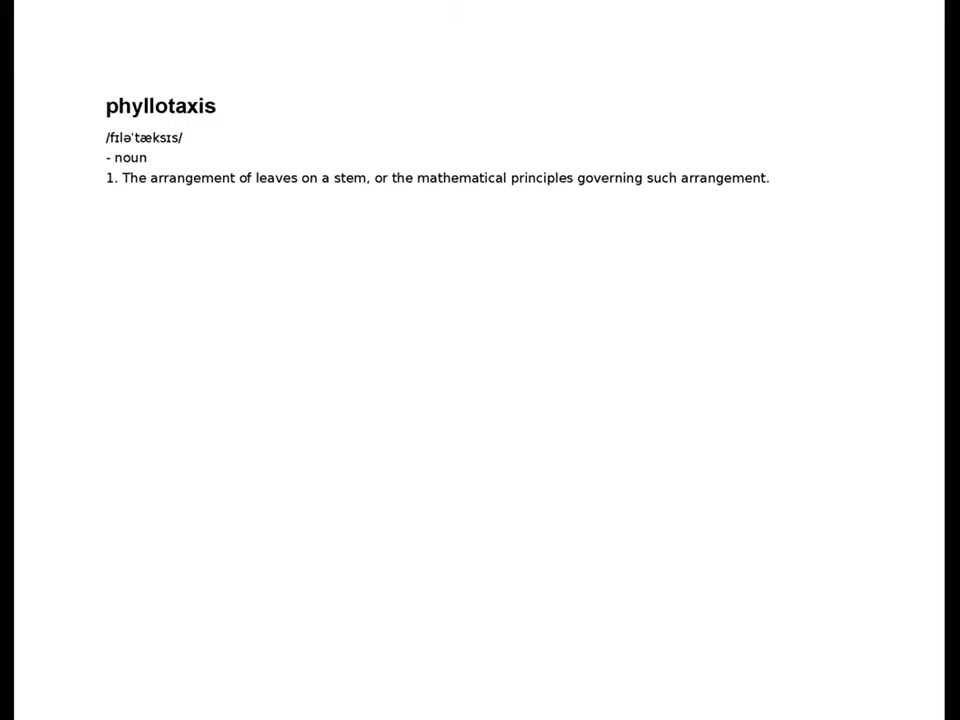 phyllotaxis
/fɪləˈtæksɪs/
- noun
1. The arrangement of leaves on a stem, or the mathematical principles governing such arrangement.